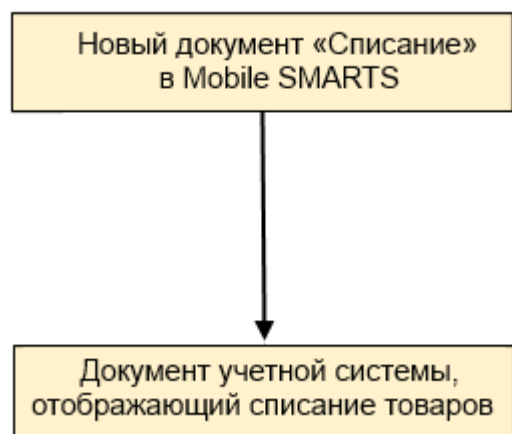 Новый документ «Списание»
в Mobile SMARTS
Документ учетной системы,
отображающий списание товаров